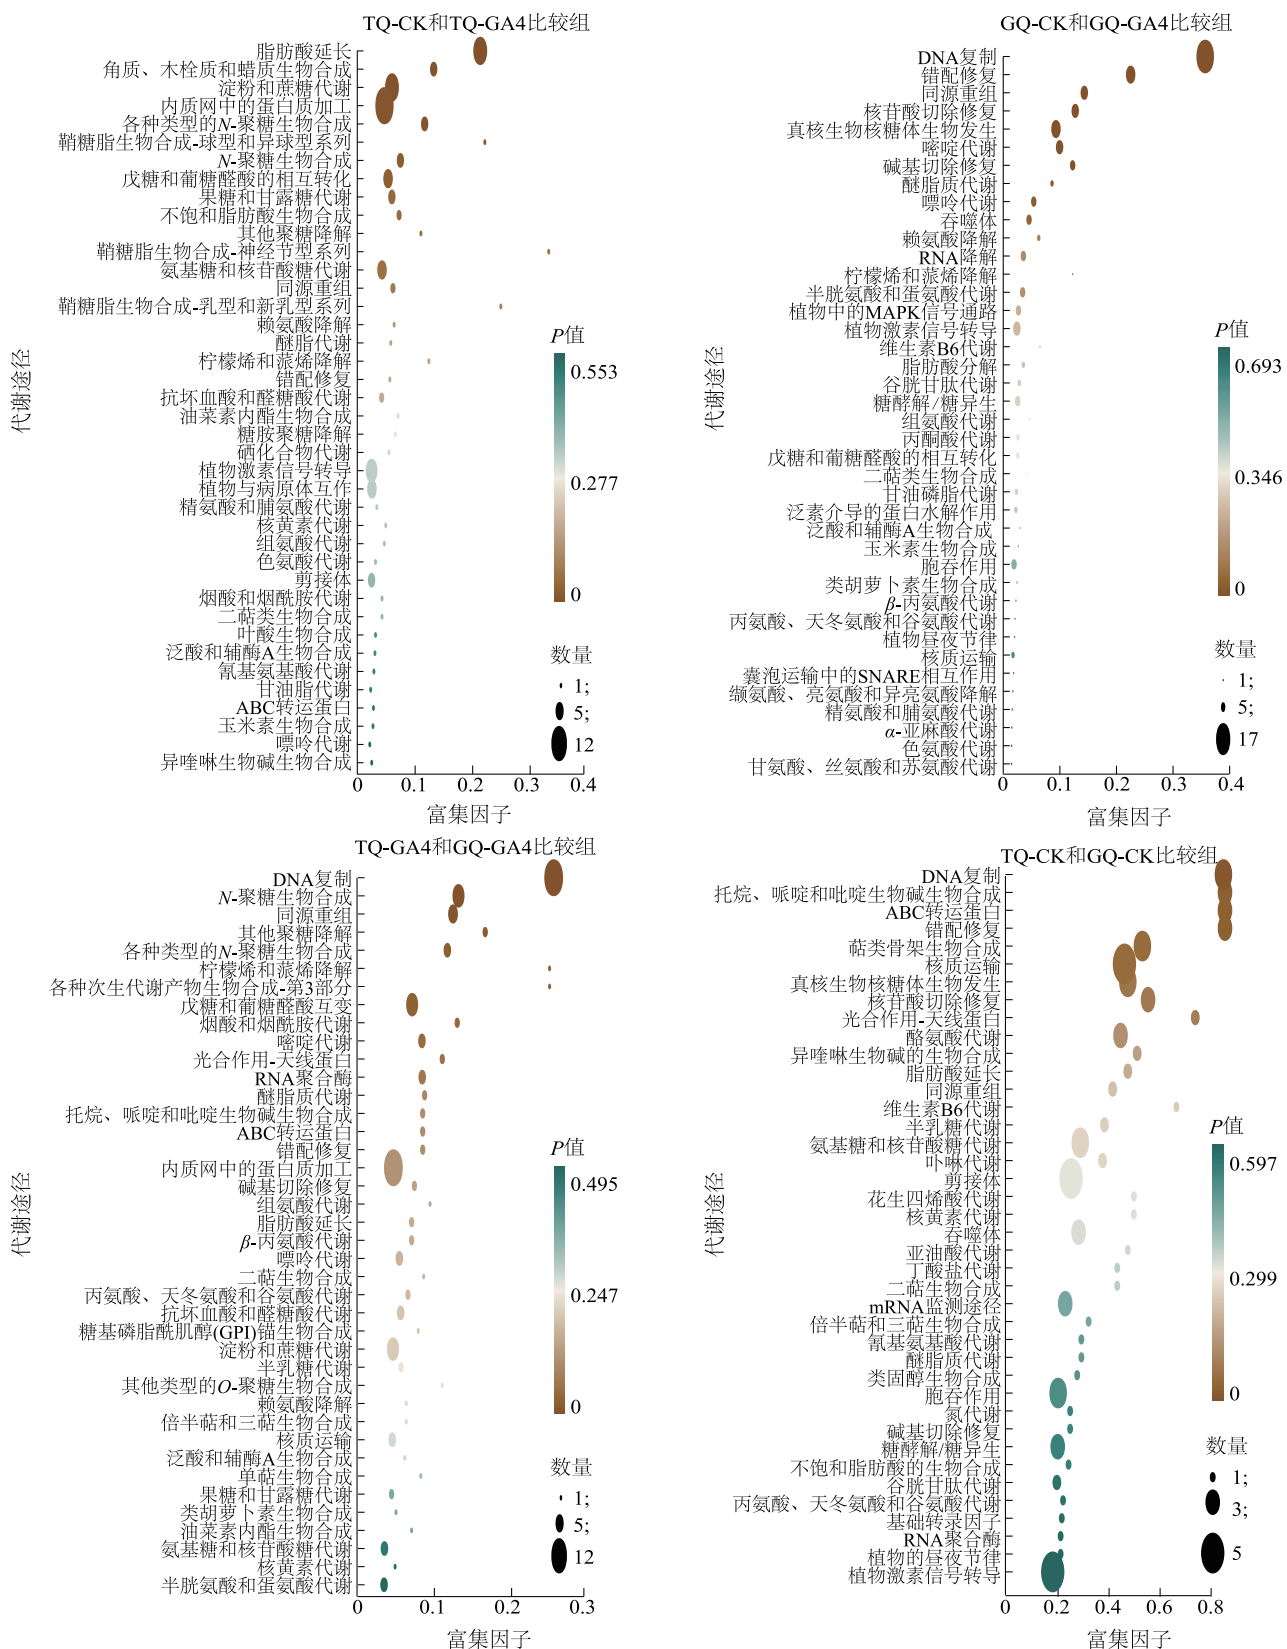 TQ-CK和TQ-GA4比较组
脂肪酸延长
角质、木栓质和蜡质生物合成
淀粉和蔗糖代谢
内质网中的蛋白质加工
各种类型的N-聚糖生物合成
鞘糖脂生物合成-球型和异球型系列
N-聚糖生物合成
戊糖和葡糖醛酸的相互转化
果糖和甘露糖代谢
不饱和脂肪酸生物合成
其他聚糖降解
鞘糖脂生物合成-神经节型系列
氨基糖和核苷酸糖代谢
同源重组
鞘糖脂生物合成-乳型和新乳型系列
赖氨酸降解
醚脂代谢
柠檬烯和蒎烯降解
错配修复
抗坏血酸和醛糖酸代谢
油菜素内酯生物合成
糖胺聚糖降解
硒化合物代谢
植物激素信号转导
植物与病原体互作
精氨酸和脯氨酸代谢
核黄素代谢
组氨酸代谢
色氨酸代谢
剪接体
烟酸和烟酰胺代谢
二萜类生物合成
叶酸生物合成
泛酸和辅酶A生物合成
氰基氨基酸代谢
甘油脂代谢
ABC转运蛋白
玉米素生物合成
嘌呤代谢
异喹啉生物碱生物合成
代谢途径
0 0.1 0.2 0.3 0.4
富集因子
P值
0.553
0.277
0
数量
1;
5;
12
GQ-CK和GQ-GA4比较组
DNA复制
错配修复
同源重组
核苷酸切除修复
真核生物核糖体生物发生
嘧啶代谢
碱基切除修复
醚脂质代谢
嘌呤代谢
吞噬体
赖氨酸降解
RNA降解
柠檬烯和蒎烯降解
半胱氨酸和蛋氨酸代谢
植物中的MAPK信号通路
植物激素信号转导
维生素B6代谢
脂肪酸分解
谷胱甘肽代谢
糖酵解/糖异生
组氨酸代谢
丙酮酸代谢
戊糖和葡糖醛酸的相互转化
二萜类生物合成
甘油磷脂代谢
泛素介导的蛋白水解作用
泛酸和辅酶A生物合成
玉米素生物合成
胞吞作用
类胡萝卜素生物合成
β-丙氨酸代谢
丙氨酸、天冬氨酸和谷氨酸代谢
植物昼夜节律
核质运输
囊泡运输中的SNARE相互作用
缬氨酸、亮氨酸和异亮氨酸降解
精氨酸和脯氨酸代谢
α-亚麻酸代谢
色氨酸代谢
甘氨酸、丝氨酸和苏氨酸代谢
代谢途径
0 0.1 0.2 0.3 0.4
富集因子
P值
0.693
0.346
0
数量
1;
5;
17
TQ-GA4和GQ-GA4比较组
DNA复制
N-聚糖生物合成
同源重组
其他聚糖降解
各种类型的N-聚糖生物合成
柠檬烯和蒎烯降解
各种次生代谢产物生物合成-第3部分
戊糖和葡糖醛酸互变
烟酸和烟酰胺代谢
嘧啶代谢
光合作用-天线蛋白
RNA聚合酶
醚脂质代谢
托烷、哌啶和吡啶生物碱生物合成
ABC转运蛋白
错配修复
内质网中的蛋白质加工
碱基切除修复
组氨酸代谢
脂肪酸延长
β-丙氨酸代谢
嘌呤代谢
二萜生物合成
丙氨酸、天冬氨酸和谷氨酸代谢
抗坏血酸和醛糖酸代谢
糖基磷脂酰肌醇(GPI)锚生物合成
淀粉和蔗糖代谢
半乳糖代谢
其他类型的O-聚糖生物合成
赖氨酸降解
倍半萜和三萜生物合成
核质运输
泛酸和辅酶A生物合成
单萜生物合成
果糖和甘露糖代谢
类胡萝卜素生物合成
油菜素内酯生物合成
氨基糖和核苷酸糖代谢
核黄素代谢
半胱氨酸和蛋氨酸代谢
代谢途径
0 0.1 0.2 0.3
富集因子
P值
0.495
0.247
0
数量
1;
5;
12
TQ-CK和GQ-CK比较组
DNA复制
托烷、哌啶和吡啶生物碱生物合成
ABC转运蛋白
错配修复
萜类骨架生物合成
核质运输
真核生物核糖体生物发生
核苷酸切除修复
光合作用-天线蛋白
酪氨酸代谢
异喹啉生物碱的生物合成
脂肪酸延长
同源重组
维生素B6代谢
半乳糖代谢
氨基糖和核苷酸糖代谢
卟啉代谢
剪接体
花生四烯酸代谢
核黄素代谢
吞噬体
亚油酸代谢
丁酸盐代谢
二萜生物合成
mRNA监测途径
倍半萜和三萜生物合成
氰基氨基酸代谢
醚脂质代谢
类固醇生物合成
胞吞作用
氮代谢
碱基切除修复
糖酵解/糖异生
不饱和脂肪酸的生物合成
谷胱甘肽代谢
丙氨酸、天冬氨酸和谷氨酸代谢
基础转录因子
RNA聚合酶
植物的昼夜节律
植物激素信号转导
代谢途径
0 0.2 0.4 0.6 0.8
富集因子
P值
0.597
0.299
0
数量
1;
3;
5